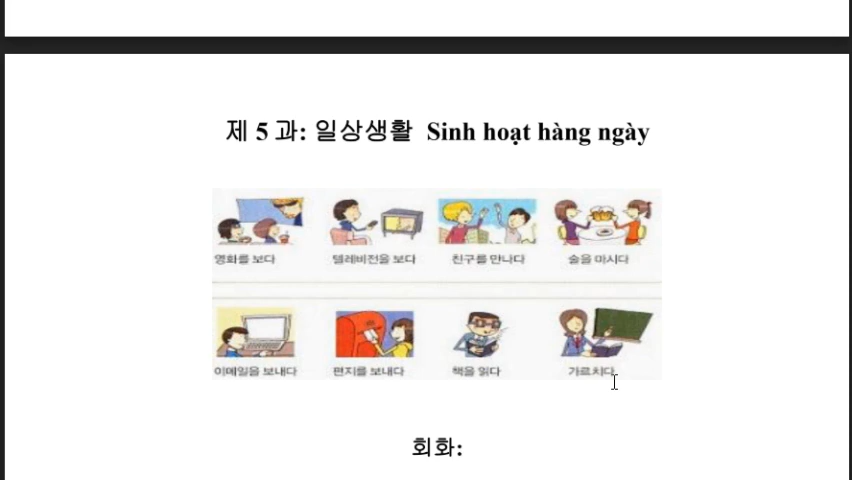 제 5 과: 일상생활 Sinh hoạt hàng ngày
영화를 보다 텔레비전을 보다 친구를 만나다 술을 마시다
이메일을 보내다 편지를 보내다 책을 읽다 가르치다
회화: